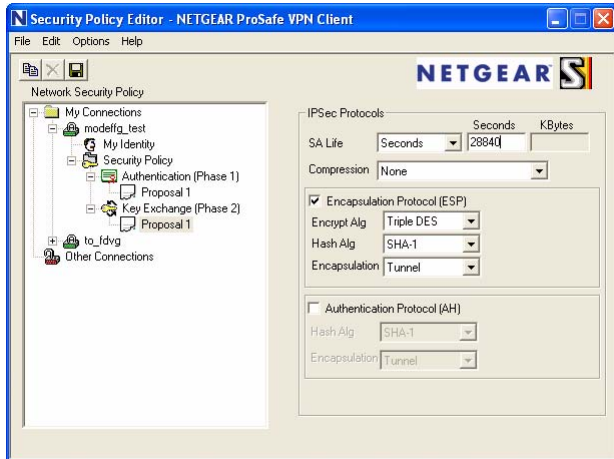 Security Policy Editor - NETGEAR ProSafe VPN Client
File Edit Options Help
NETGEAR
Network Security Policy
My Connections
modeffg_test
My Identity
Security Policy
Authentication (Phase 1)
Proposal 1
Key Exchange (Phase 2)
Proposal 1
to_fdvg
Other Connections
IPSec Protocols
Seconds KBytes
SA Life Seconds 28840
Compression None
Encapsulation Protocol (ESP)
Encrypt Alg Triple DES
Hash Alg SHA-1
Encapsulation Tunnel
Authentication Protocol (AH)
Hash Alg SHA-1
Encapsulation Tunnel